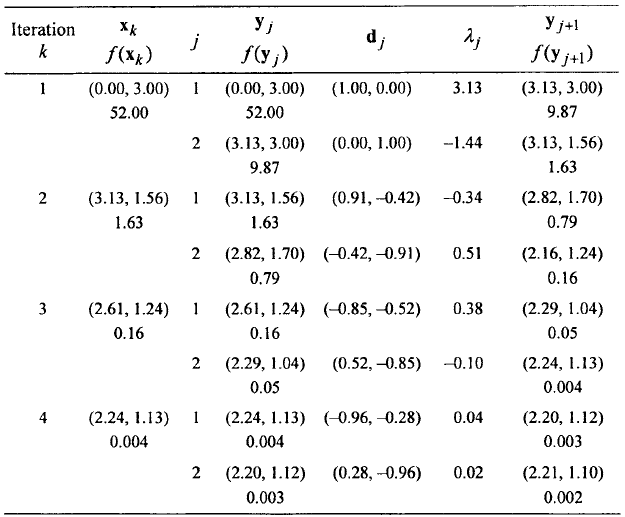 Iteration k x_k f(x_k) j y_j f(y_j) d_j λ_j y_{j+1} f(y_{j+1})
1 (0.00, 3.00) 1 (0.00, 3.00) (1.00, 0.00) 3.13 (3.13, 3.00)
52.00 52.00 9.87
2 (3.13, 3.00) (0.00, 1.00) −1.44 (3.13, 1.56)
9.87 1.63
2 (3.13, 1.56) 1 (3.13, 1.56) (0.91, −0.42) −0.34 (2.82, 1.70)
1.63 1.63 0.79
2 (2.82, 1.70) (−0.42, −0.91) 0.51 (2.16, 1.24)
0.79 0.16
3 (2.61, 1.24) 1 (2.61, 1.24) (−0.85, −0.52) 0.38 (2.29, 1.04)
0.16 0.16 0.05
2 (2.29, 1.04) (0.52, −0.85) −0.10 (2.24, 1.13)
0.05 0.004
4 (2.24, 1.13) 1 (2.24, 1.13) (−0.96, −0.28) 0.04 (2.20, 1.12)
0.004 0.004 0.003
2 (2.20, 1.12) (0.28, −0.96) 0.02 (2.21, 1.10)
0.003 0.002